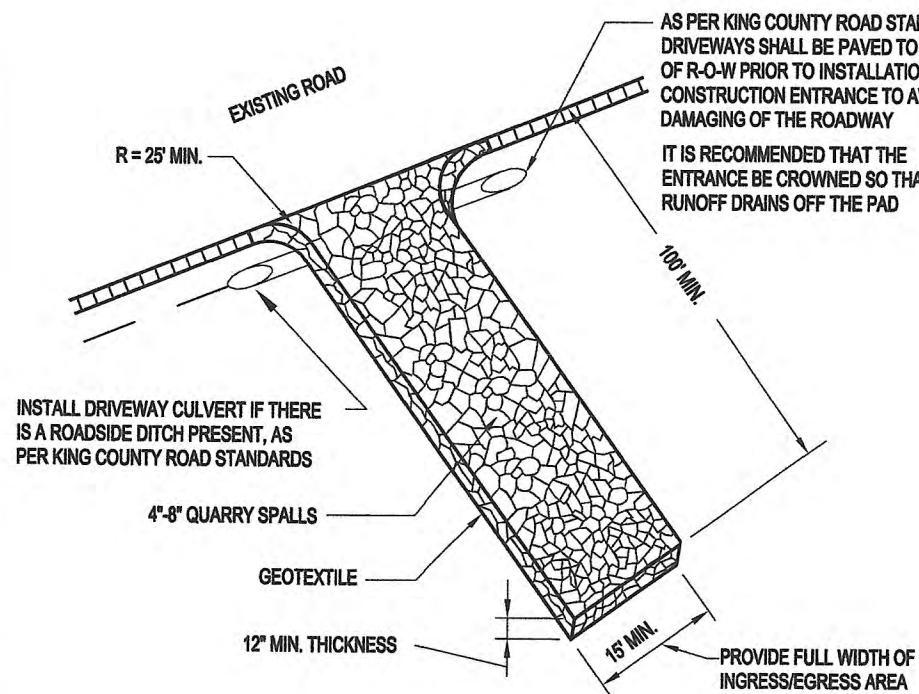 AS PER KING COUNTY ROAD
DRIVEWAYS SHALL BE PAVED TO
OF R-O-W PRIOR TO
CONSTRUCTION ENTRANCE TO
DAMAGING OF THE ROADWAY
IT IS RECOMMENDED THAT THE
ENTRANCE BE CROWNED SO
RUNOFF DRAINS OFF THE PAD
EXISTING ROAD
R = 25' MIN.
100' MIN.
INSTALL DRIVEWAY CULVERT IF THERE
IS A ROADSIDE DITCH PRESENT, AS
PER KING COUNTY ROAD STANDARDS
4"-8" QUARRY SPALLS
GEOTEXTILE
12" MIN. THICKNESS
15' MIN.
PROVIDE FULL WIDTH OF
INGRESS/EGRESS AREA